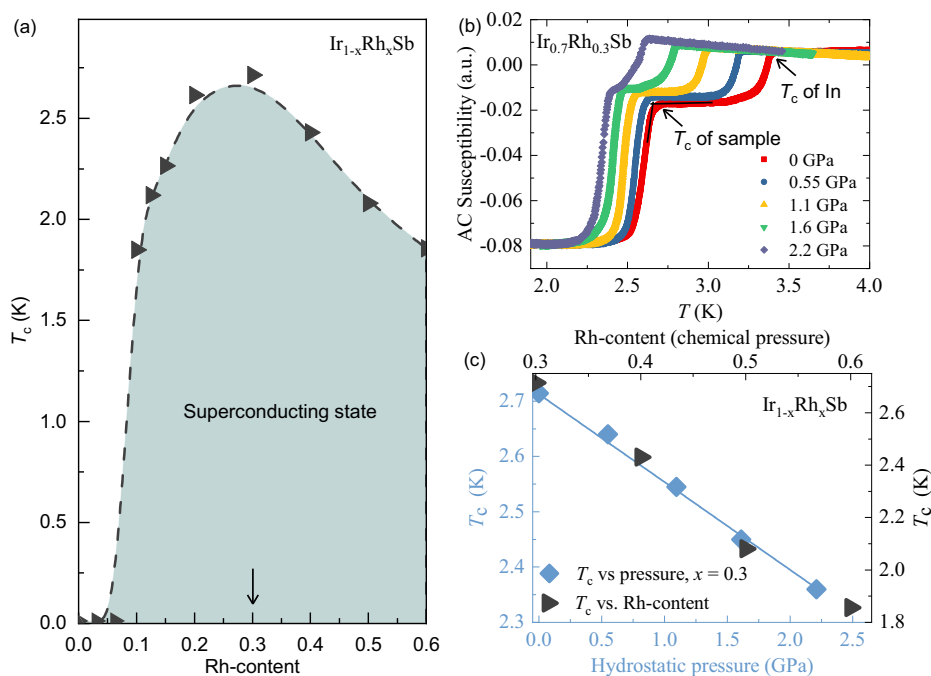 (a)
Ir1-xRhxSb
Tc (K)
2.5
2.0
1.5
1.0
0.5
0.0
Superconducting state
0.0 0.1 0.2 0.3 0.4 0.5 0.6
Rh-content
(b)
Ir0.7Rh0.3Sb
AC Susceptibility (a.u.)
0.02
0.00
-0.02
-0.04
-0.06
-0.08
Tc of In
Tc of sample
0 GPa
0.55 GPa
1.1 GPa
1.6 GPa
2.2 GPa
2.0 2.5 3.0 3.5 4.0
T (K)
Rh-content (chemical pressure)
(c)
0.3 0.4 0.5 0.6
Ir1-xRhxSb
Tc (K)
2.7
2.6
2.5
2.4
2.3
Tc (K)
2.6
2.4
2.2
2.0
1.8
Tc vs pressure, x = 0.3
Tc vs. Rh-content
0.0 0.5 1.0 1.5 2.0 2.5
Hydrostatic pressure (GPa)